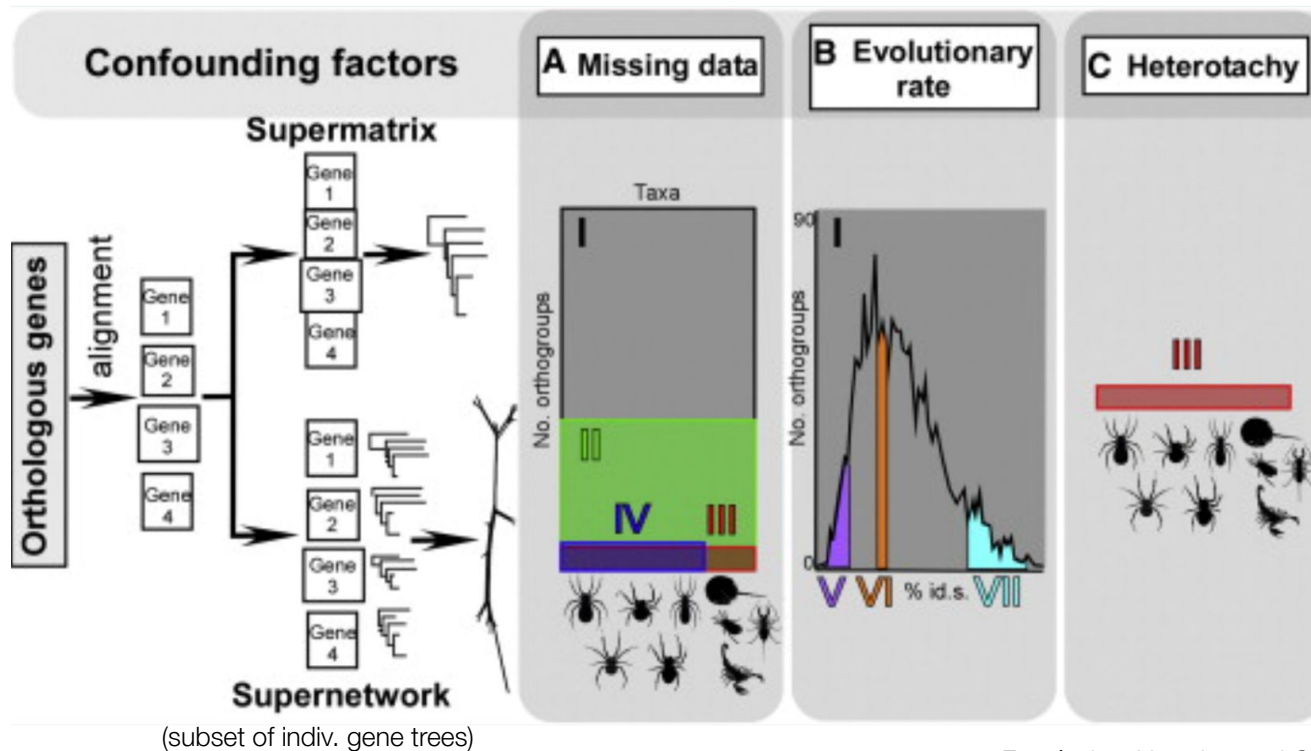 Confounding factors
A Missing data
B Evolutionary
rate
C Heterotachy
Supermatrix
Orthologous genes
alignment
Gene
1
Gene
2
Gene
3
Gene
4
Gene
1
Gene
2
Gene
3
Gene
4
Gene
1
Gene
2
Gene
3
Gene
4
Supernetwork
(subset of indiv. gene trees)
Taxa
No. orthogroups
I
II
IV
III
90
I
No. orthogroups
0
V
VI
% id.s.
VII
III